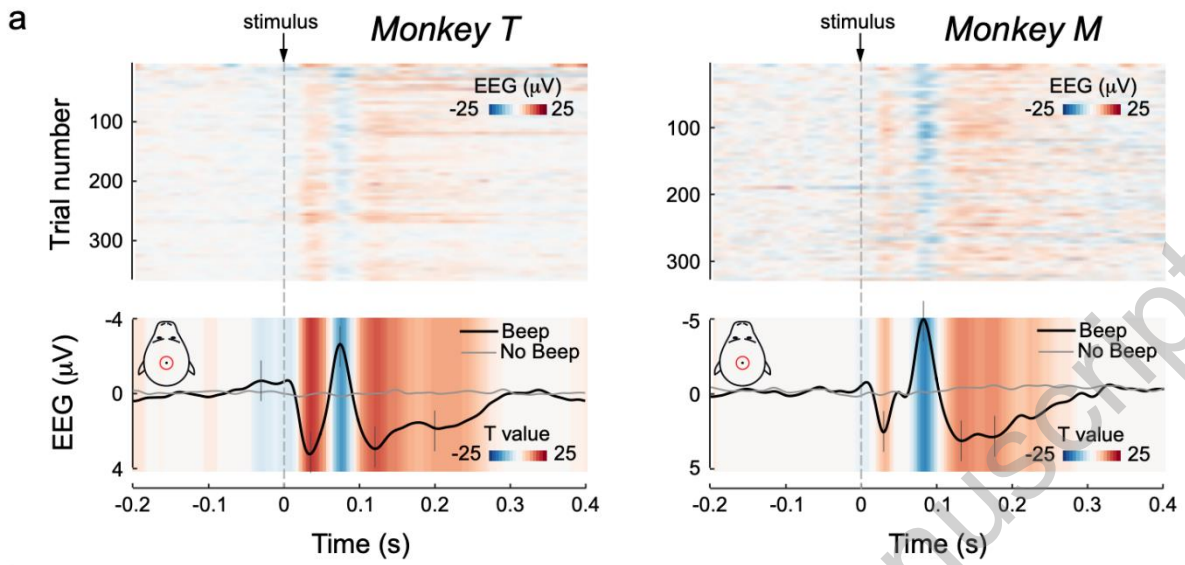 a
stimulus
Monkey T
EEG (μV)
-25 25
Trial number
100
200
300
-4
0
4
EEG (μV)
Beep
No Beep
T value
-25 25
-0.2 -0.1 0 0.1 0.2 0.3 0.4
Time (s)
stimulus
Monkey M
EEG (μV)
-25 25
100
200
300
-5
0
5
Beep
No Beep
T value
-25 25
-0.2 -0.1 0 0.1 0.2 0.3 0.4
Time (s)
nuscript